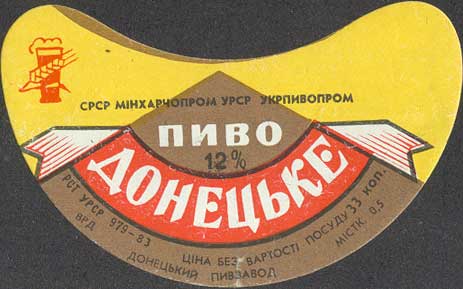 СРСР МІНХАРЧОПРОМ УРСР УКРПИВОПРОМ
ПИВО
12%
ДОНЕЦЬКЕ
РСТ УРСР 979-83
ЦІНА БЕЗ ВАРТОСТІ ПОСУДУ 33 коп.
ВРД
ДОНЕЦЬКИЙ ПИВЗАВОД
МІСТК 0,5